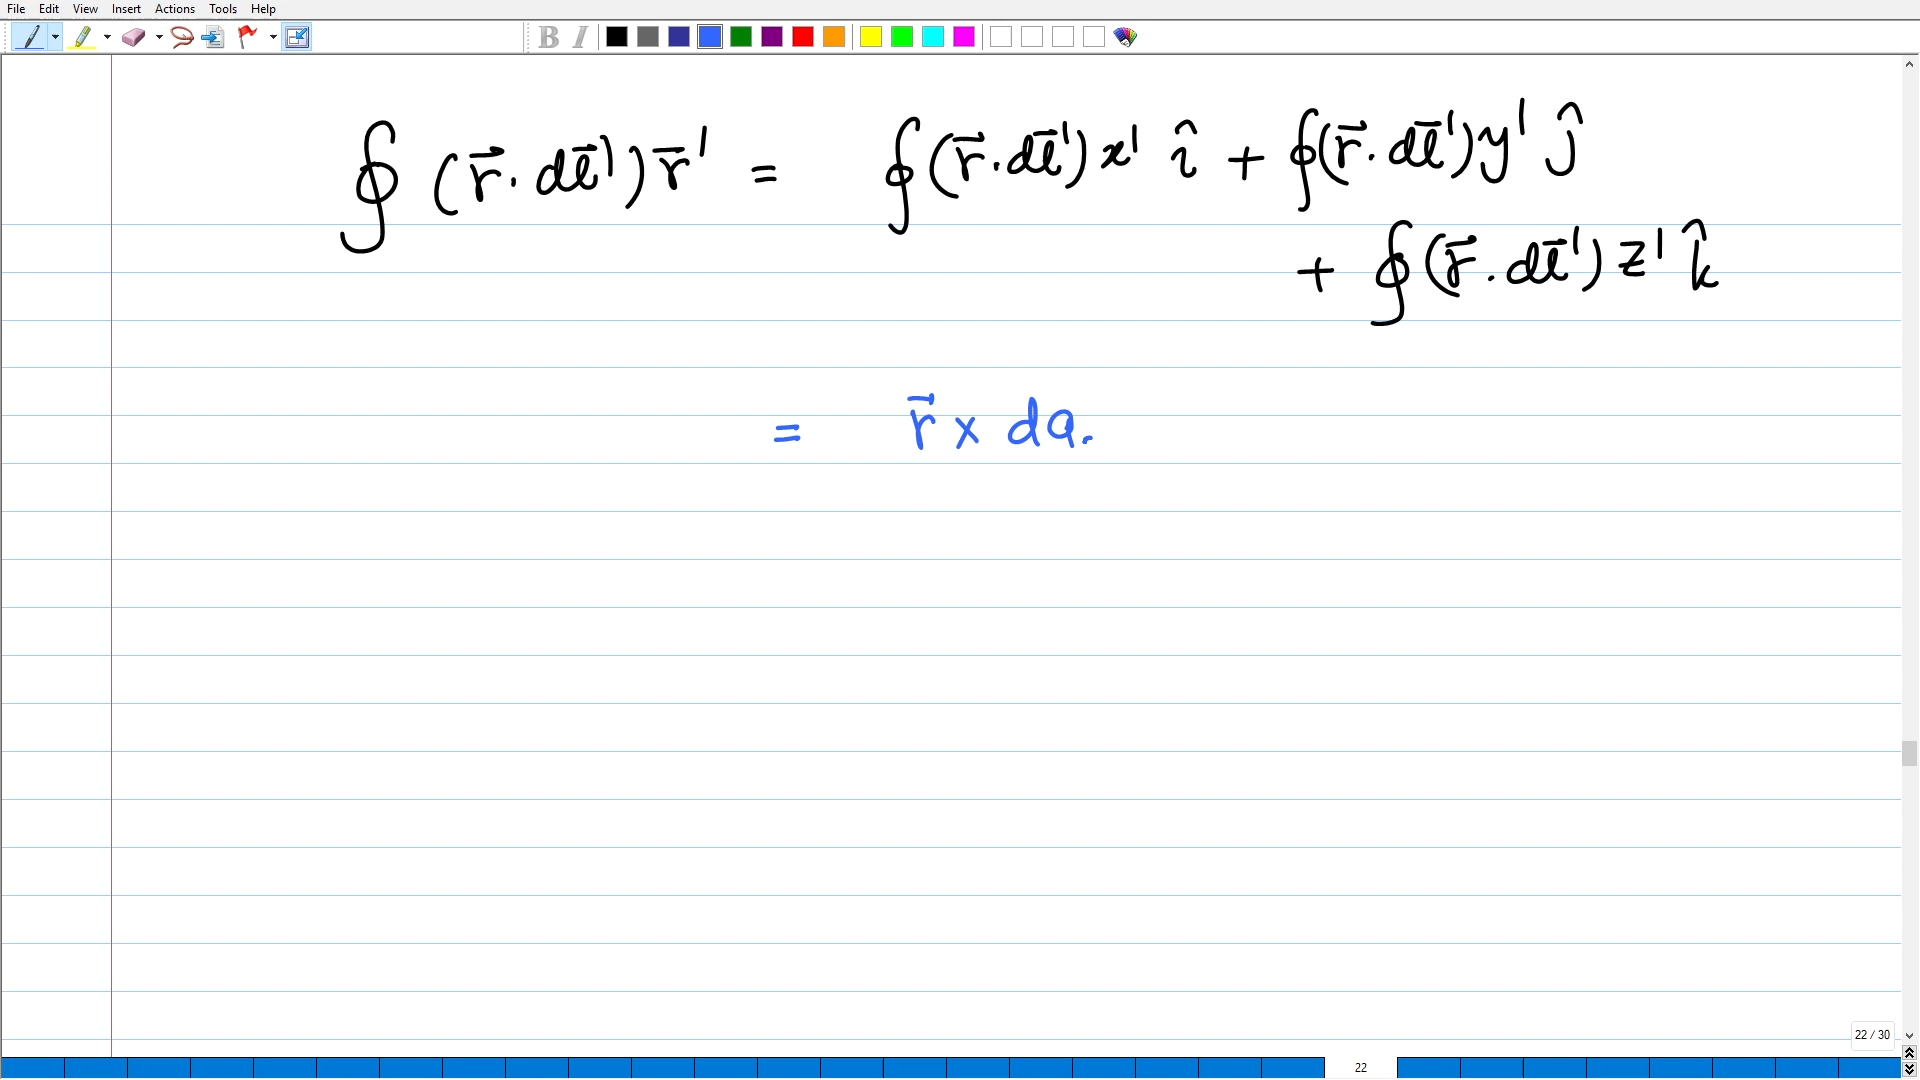 File Edit View Insert Actions Tools Help
B I
∮ (r⃗ . dl⃗') r⃗' = ∮ (r⃗ . dl⃗') x' î + ∮ (r⃗ . dl⃗') y' ĵ
+ ∮ (r⃗ . dl⃗') z' k̂
= r⃗ × da.
22 / 30
22